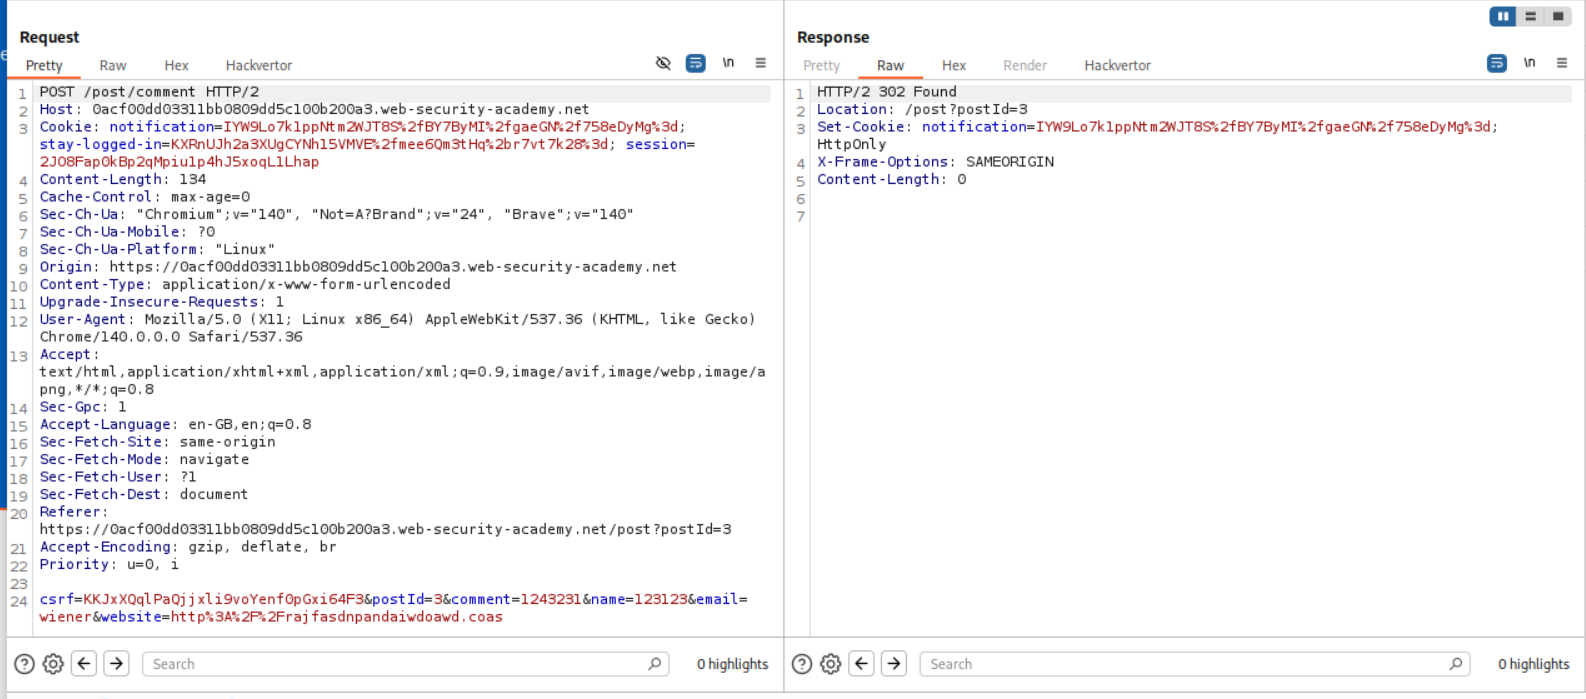 Request
Pretty Raw Hex Hackvertor \n
1 POST /post/comment HTTP/2
2 Host: 0acf00dd03311bb0809dd5c100b200a3.web-security-academy.net
3 Cookie: notification=IYW9Lo7k1ppNtm2WJT8S%2fBY7ByMI%2fgaeGN%2f758eDyMg%3d;
stay-logged-in=KXRnUJh2a3XUgCYNhl5VMVE%2fmee6Qm3tHq%2br7vt7k28%3d; session=
2JO8Fap0kBp2qMpiu1p4hJ5xoqL1Lhap
4 Content-Length: 134
5 Cache-Control: max-age=0
6 Sec-Ch-Ua: "Chromium";v="140", "Not=A?Brand";v="24", "Brave";v="140"
7 Sec-Ch-Ua-Mobile: ?0
8 Sec-Ch-Ua-Platform: "Linux"
9 Origin: https://0acf00dd03311bb0809dd5c100b200a3.web-security-academy.net
10 Content-Type: application/x-www-form-urlencoded
11 Upgrade-Insecure-Requests: 1
12 User-Agent: Mozilla/5.0 (X11; Linux x86_64) AppleWebKit/537.36 (KHTML, like Gecko)
Chrome/140.0.0.0 Safari/537.36
13 Accept:
text/html,application/xhtml+xml,application/xml;q=0.9,image/avif,image/webp,image/a
png,*/*;q=0.8
14 Sec-Gpc: 1
15 Accept-Language: en-GB,en;q=0.8
16 Sec-Fetch-Site: same-origin
17 Sec-Fetch-Mode: navigate
18 Sec-Fetch-User: ?1
19 Sec-Fetch-Dest: document
20 Referer:
https://0acf00dd03311bb0809dd5c100b200a3.web-security-academy.net/post?postId=3
21 Accept-Encoding: gzip, deflate, br
22 Priority: u=0, i
23
24 csrf=KKJxXQqlPaQjjxli9voYenfOpGxi64F3&postId=3&comment=1243231&name=123123&email=
wiener&website=http%3A%2F%2Frajfasdnpandaiwdoawd.coas
Search 0 highlights
Response
Pretty Raw Hex Render Hackvertor \n
1 HTTP/2 302 Found
2 Location: /post?postId=3
3 Set-Cookie: notification=IYW9Lo7k1ppNtm2WJT8S%2fBY7ByMI%2fgaeGN%2f758eDyMg%3d;
HttpOnly
4 X-Frame-Options: SAMEORIGIN
5 Content-Length: 0
6
7
Search 0 highlights